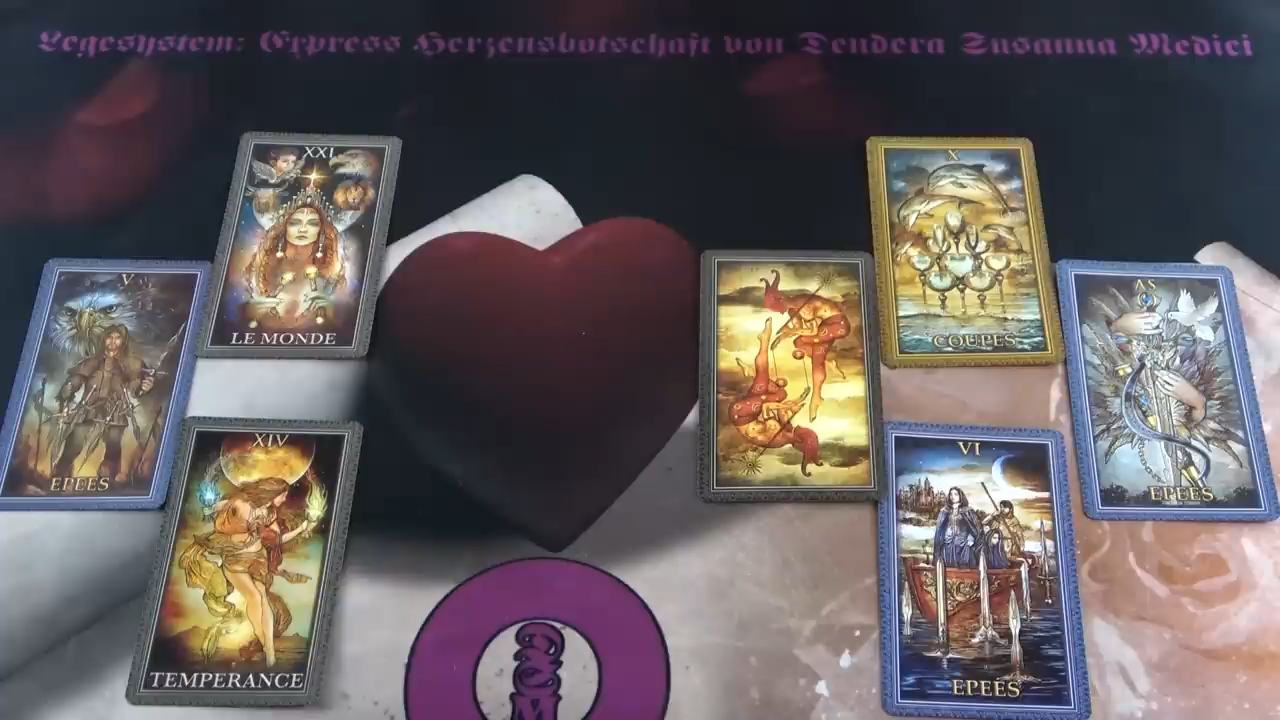 Legesystem: Express Herzensbotschaft von Dendera Susanna Medici
XXI
LE MONDE
V
EPEES
XIV
TEMPERANCE
X
COUPES
AS
EPEES
VI
EPEES